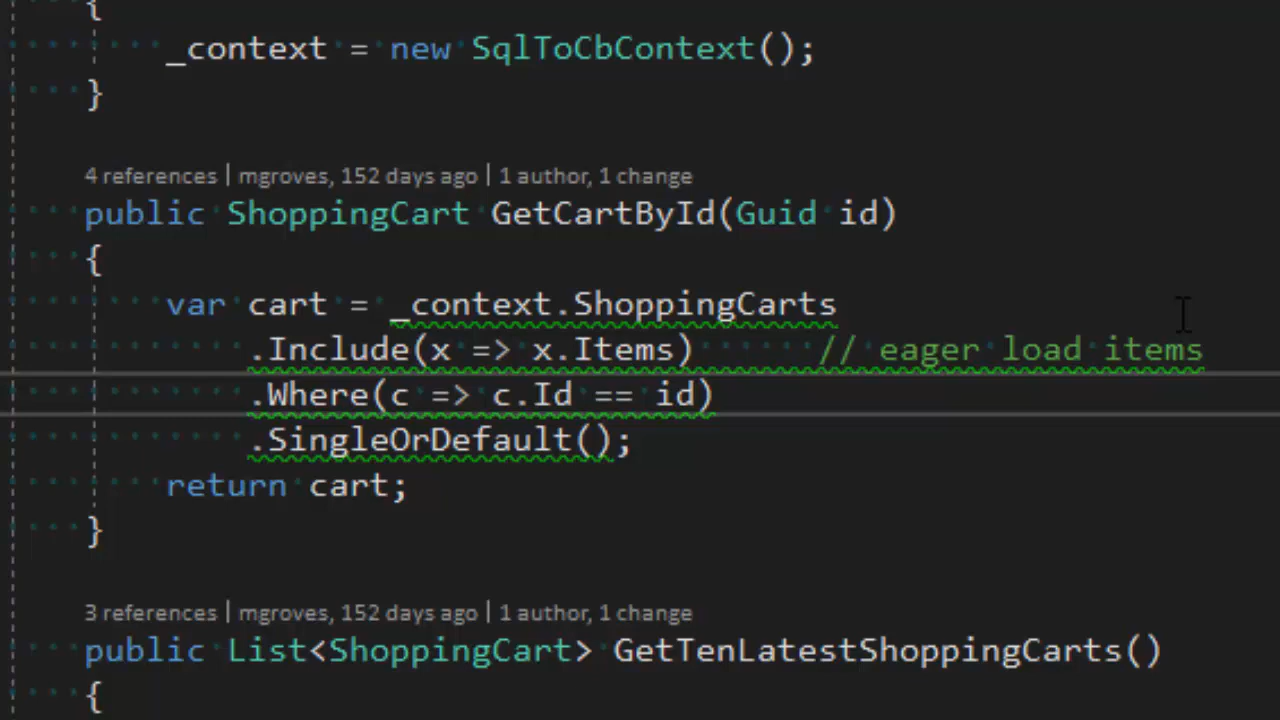 {
_context = new SqlToCbContext();
}
4 references | mgroves, 152 days ago | 1 author, 1 change
public ShoppingCart GetCartById(Guid id)
{
var cart = _context.ShoppingCarts
.Include(x => x.Items) // eager load items
.Where(c => c.Id == id)
.SingleOrDefault();
return cart;
}
3 references | mgroves, 152 days ago | 1 author, 1 change
public List<ShoppingCart> GetTenLatestShoppingCarts()
{